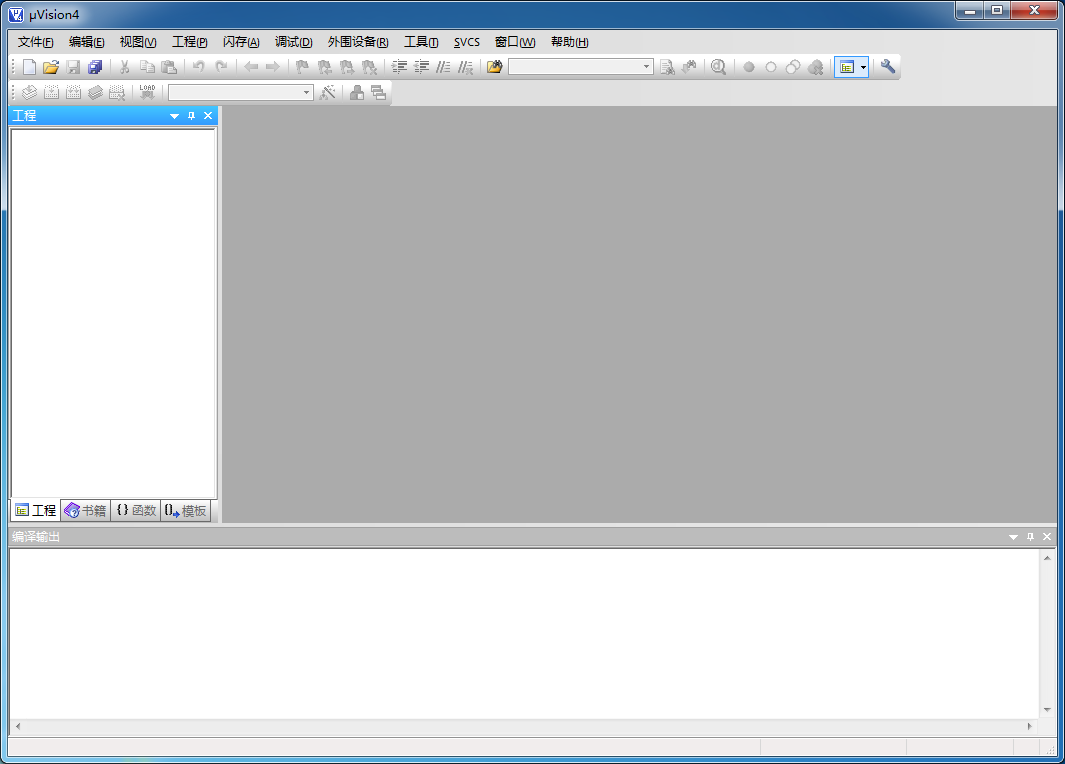 µVision4
文件(F) 编辑(E) 视图(V) 工程(P) 闪存(A) 调试(D) 外围设备(R) 工具(T) SVCS 窗口(W) 帮助(H)
LOAD
工程
工程 书籍 {} 函数 模板
编译输出